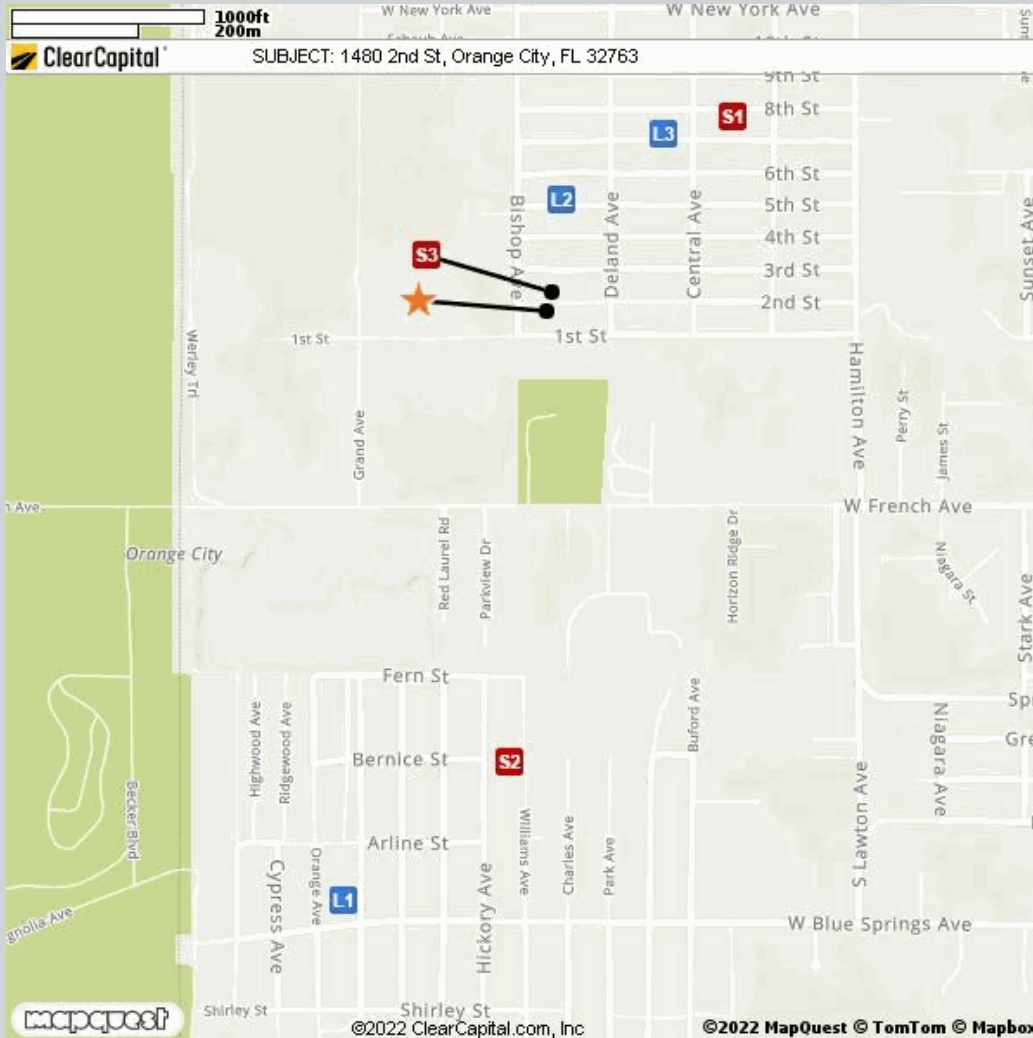 1000ft
200m
W New York Ave
W New York Ave
ClearCapital
SUBJECT: 1480 2nd St, Orange City, FL 32763
9th St
8th St
S1
L3
6th St
L2
5th St
Bishop Ave
Deland Ave
Central Ave
Sunset Ave
4th St
S3
3rd St
2nd St
1st St
1st St
Werley Trl
Hamilton Ave
Grand Ave
Perry St
James St
n Ave
W French Ave
Orange City
Red Laurel Rd
Parkview Dr
Horizon Ridge Dr
Niagara St
Stark Ave
Fern St
Buford Ave
Highwood Ave
Ridgewood Ave
Niagara Ave
Spr
Gre
Bernice St
S2
Becker Blvd
S Lawton Ave
Williams Ave
Charles Ave
Park Ave
Arline St
Orange Ave
Cypress Ave
Hickory Ave
L1
gnolia Ave
W Blue Springs Ave
Shirley St
Shirley St
mapquest
©2022 ClearCapital.com, Inc
©2022 MapQuest © TomTom © Mapbox